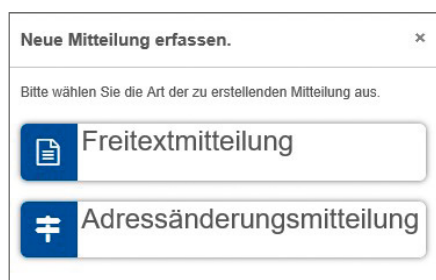 Neue Mitteilung erfassen. ×
Bitte wählen Sie die Art der zu erstellenden Mitteilung aus.
Freitextmitteilung
Adressänderungsmitteilung